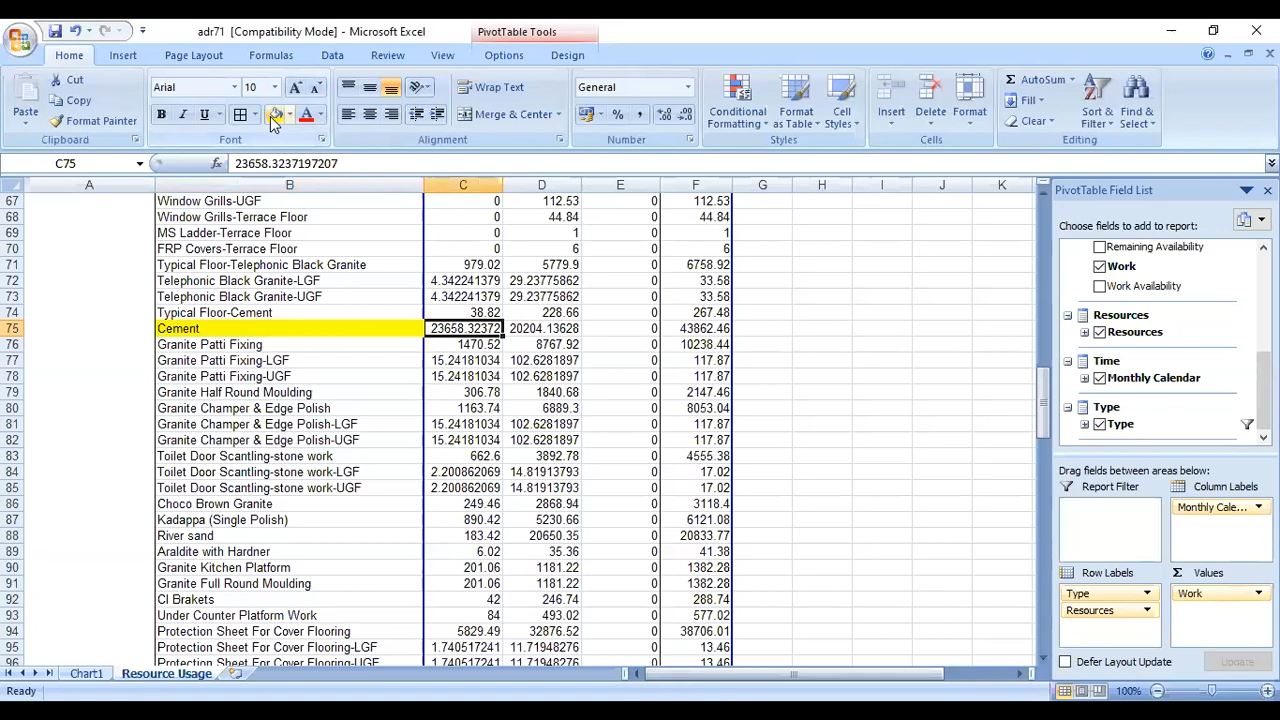 adr71 [Compatibility Mode] - Microsoft Excel
PivotTable Tools
Home Insert Page Layout Formulas Data Review View Options Design
Paste
Cut
Copy
Format Painter
Clipboard
Arial 10
B I U A
Font
Wrap Text
Merge & Center
Alignment
General
% ,
Number
Conditional Formatting
Format as Table
Cell Styles
Styles
Insert Delete Format
Cells
AutoSum
Fill
Clear
Sort & Filter
Find & Select
Editing
C75 fx 23658.3237197207
A B C D E F G H I J K
67 Window Grills-UGF 0 112.53 0 112.53
68 Window Grills-Terrace Floor 0 44.84 0 44.84
69 MS Ladder-Terrace Floor 0 1 0 1
70 FRP Covers-Terrace Floor 0 6 0 6
71 Typical Floor-Telephonic Black Granite 979.02 5779.9 0 6758.92
72 Telephonic Black Granite-LGF 4.342241379 29.23775862 0 33.58
73 Telephonic Black Granite-UGF 4.342241379 29.23775862 0 33.58
74 Typical Floor-Cement 38.82 228.66 0 267.48
75 Cement 23658.32372 20204.13628 0 43862.46
76 Granite Patti Fixing 1470.52 8767.92 0 10238.44
77 Granite Patti Fixing-LGF 15.24181034 102.6281897 0 117.87
78 Granite Patti Fixing-UGF 15.24181034 102.6281897 0 117.87
79 Granite Half Round Moulding 306.78 1840.68 0 2147.46
80 Granite Champer & Edge Polish 1163.74 6889.3 0 8053.04
81 Granite Champer & Edge Polish-LGF 15.24181034 102.6281897 0 117.87
82 Granite Champer & Edge Polish-UGF 15.24181034 102.6281897 0 117.87
83 Toilet Door Scantling-stone work 662.6 3892.78 0 4555.38
84 Toilet Door Scantling-stone work-LGF 2.200862069 14.81913793 0 17.02
85 Toilet Door Scantling-stone work-UGF 2.200862069 14.81913793 0 17.02
86 Choco Brown Granite 249.46 2868.94 0 3118.4
87 Kadappa (Single Polish) 890.42 5230.66 0 6121.08
88 River sand 183.42 20650.35 0 20833.77
89 Araldite with Hardner 6.02 35.36 0 41.38
90 Granite Kitchen Platform 201.06 1181.22 0 1382.28
91 Granite Full Round Moulding 201.06 1181.22 0 1382.28
92 CI Brakets 42 246.74 0 288.74
93 Under Counter Platform Work 84 493.02 0 577.02
94 Protection Sheet For Cover Flooring 5829.49 32876.52 0 38706.01
95 Protection Sheet For Cover Flooring-LGF 1.740517241 11.71948276 0 13.46
96 Protection Sheet For Cover Flooring-UGF 1.740517241 11.71948276 0 13.46
PivotTable Field List
Choose fields to add to report:
Remaining Availability
Work
Work Availability
Resources
Resources
Time
Monthly Calendar
Type
Type
Drag fields between areas below:
Report Filter
Column Labels
Monthly Cale...
Row Labels
Σ Values
Type
Work
Resources
Defer Layout Update
Update
Chart1 Resource Usage
Ready
100%